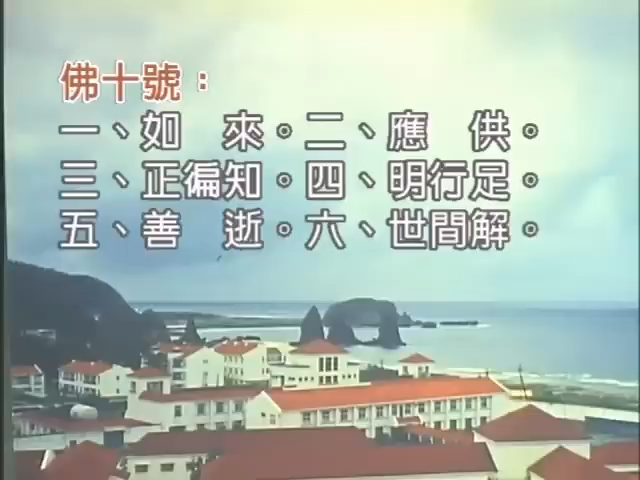 佛十號：
一、如　來。二、應　供。
三、正徧知。四、明行足。
五、善　逝。六、世間解。